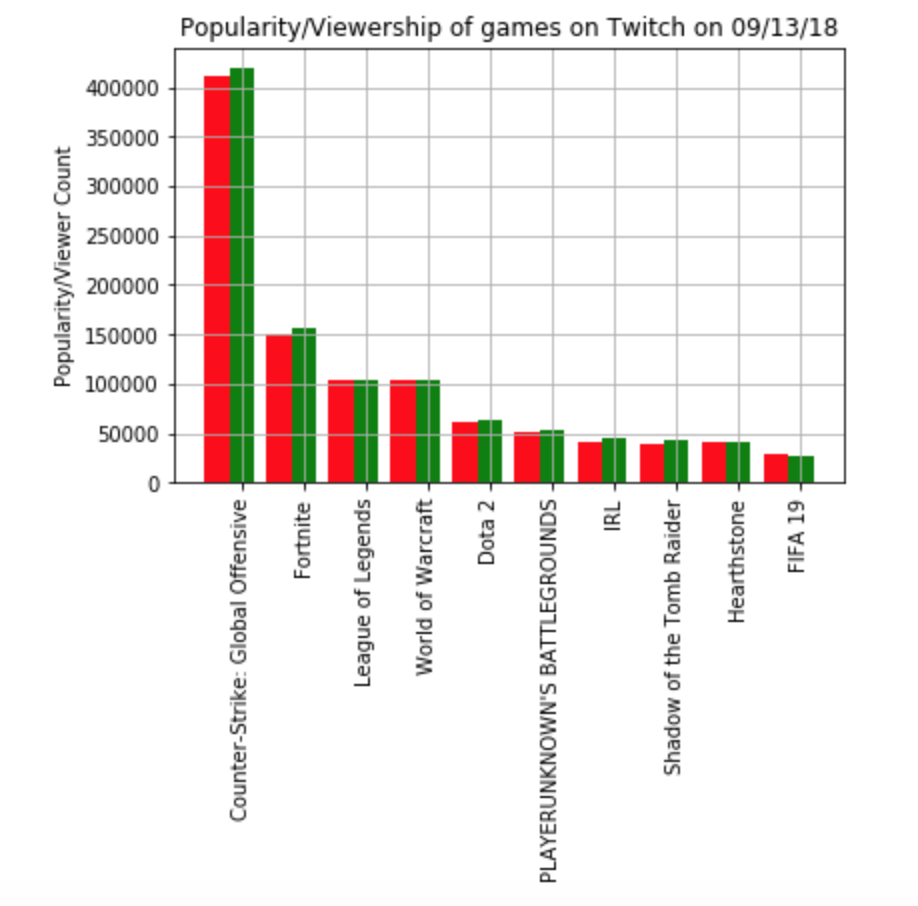 Popularity/Viewership of games on Twitch on 09/13/18
Popularity/Viewer Count
400000
350000
300000
250000
200000
150000
100000
50000
0
Counter-Strike: Global Offensive
Fortnite
League of Legends
World of Warcraft
Dota 2
PLAYERUNKNOWN'S BATTLEGROUNDS
IRL
Shadow of the Tomb Raider
Hearthstone
FIFA 19